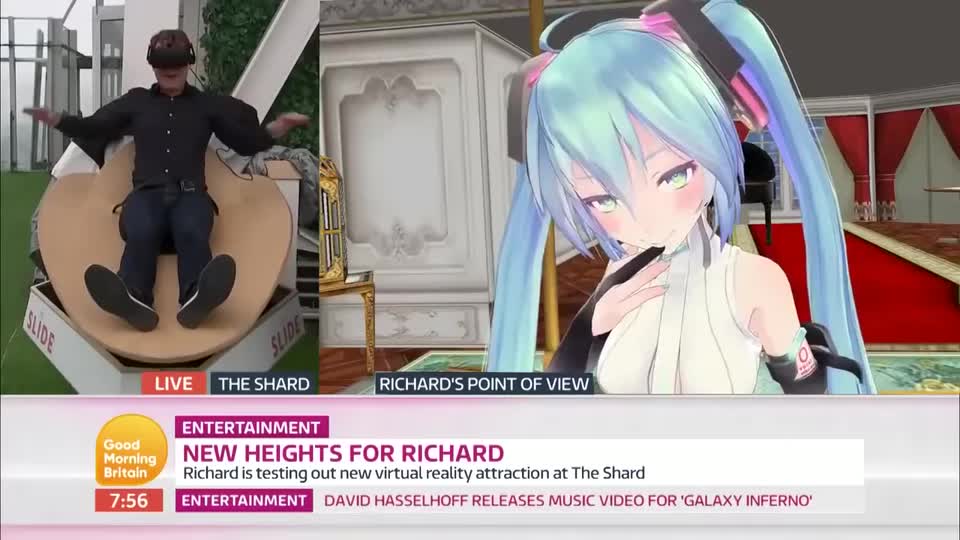 SLIDE
SLIDE
LIVE
THE SHARD
RICHARD'S POINT OF VIEW
ENTERTAINMENT
NEW HEIGHTS FOR RICHARD
Richard is testing out new virtual reality attraction at The Shard
Good
Morning
Britain
7:56
ENTERTAINMENT
DAVID HASSELHOFF RELEASES MUSIC VIDEO FOR 'GALAXY INFERNO'